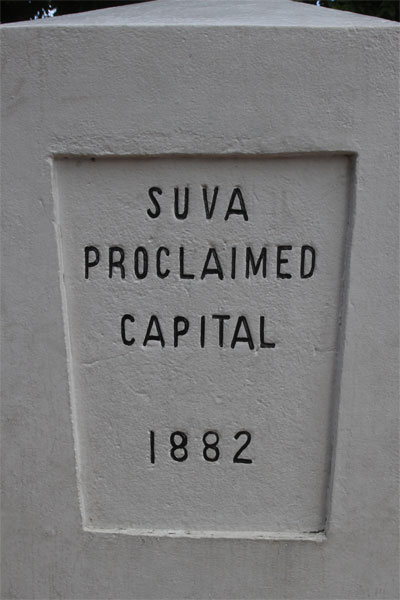 SUVA
PROCLAIMED
CAPITAL
1882